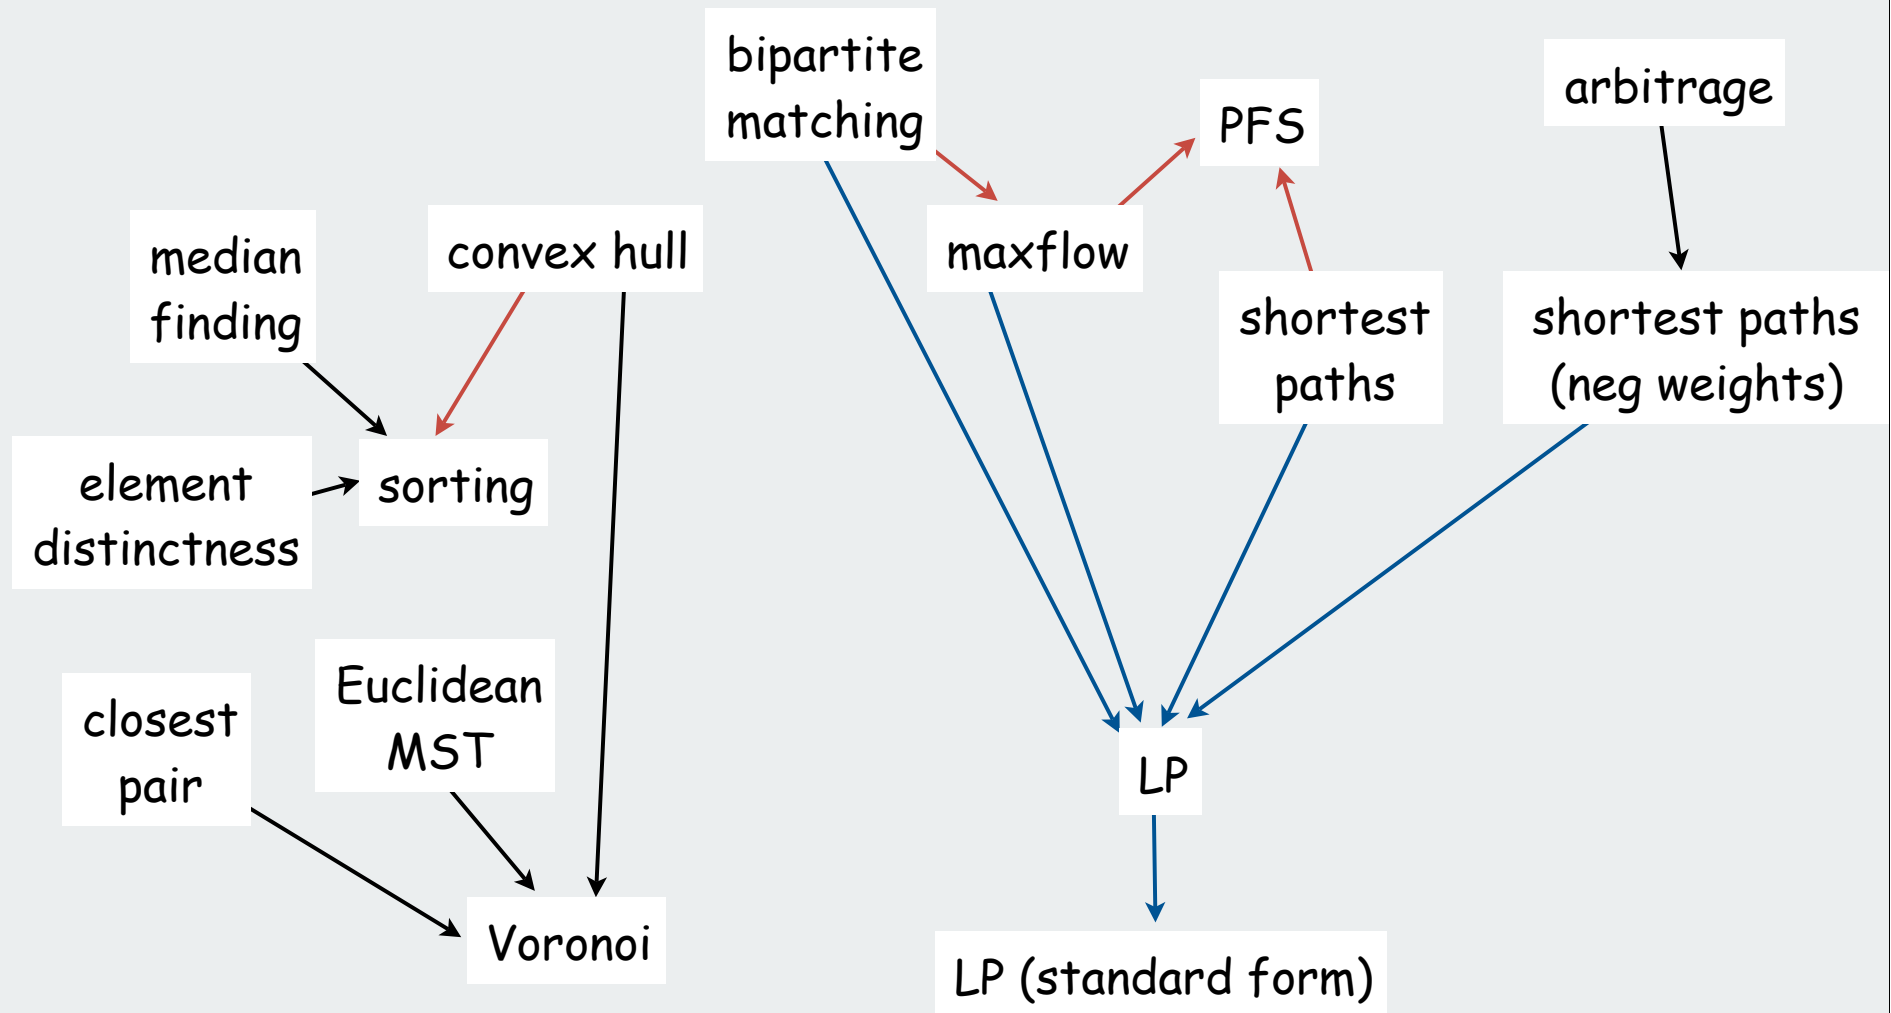 bipartite
matching
PFS
arbitrage
median
finding
convex hull
maxflow
shortest
paths
shortest paths
(neg weights)
element
distinctness
sorting
closest
pair
Euclidean
MST
LP
Voronoi
LP (standard form)